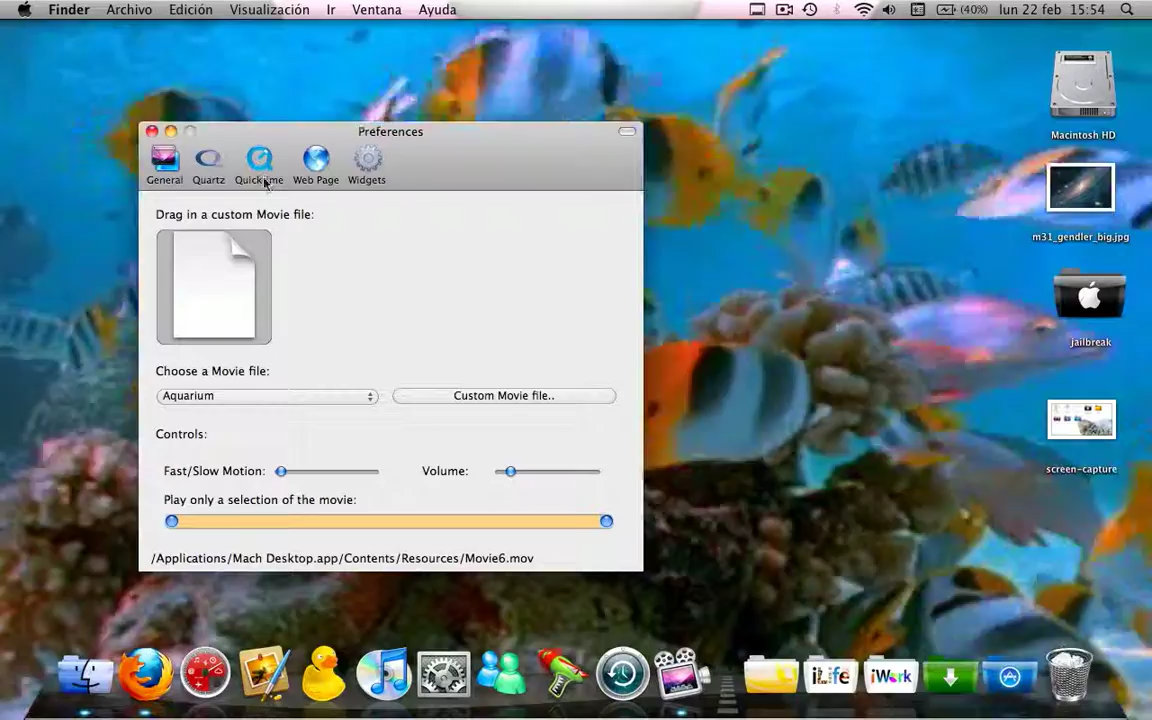 Finder Archivo Edición Visualización Ir Ventana Ayuda (40%) lun 22 feb 15:54
Preferences
General Quartz QuickTime Web Page Widgets
Drag in a custom Movie file:
Choose a Movie file:
Aquarium Custom Movie file..
Controls:
Fast/Slow Motion: Volume:
Play only a selection of the movie:
/Applications/Mach Desktop.app/Contents/Resources/Movie6.mov
Macintosh HD
m31_gendler_big.jpg
jailbreak
screen-capture
iLife iWork